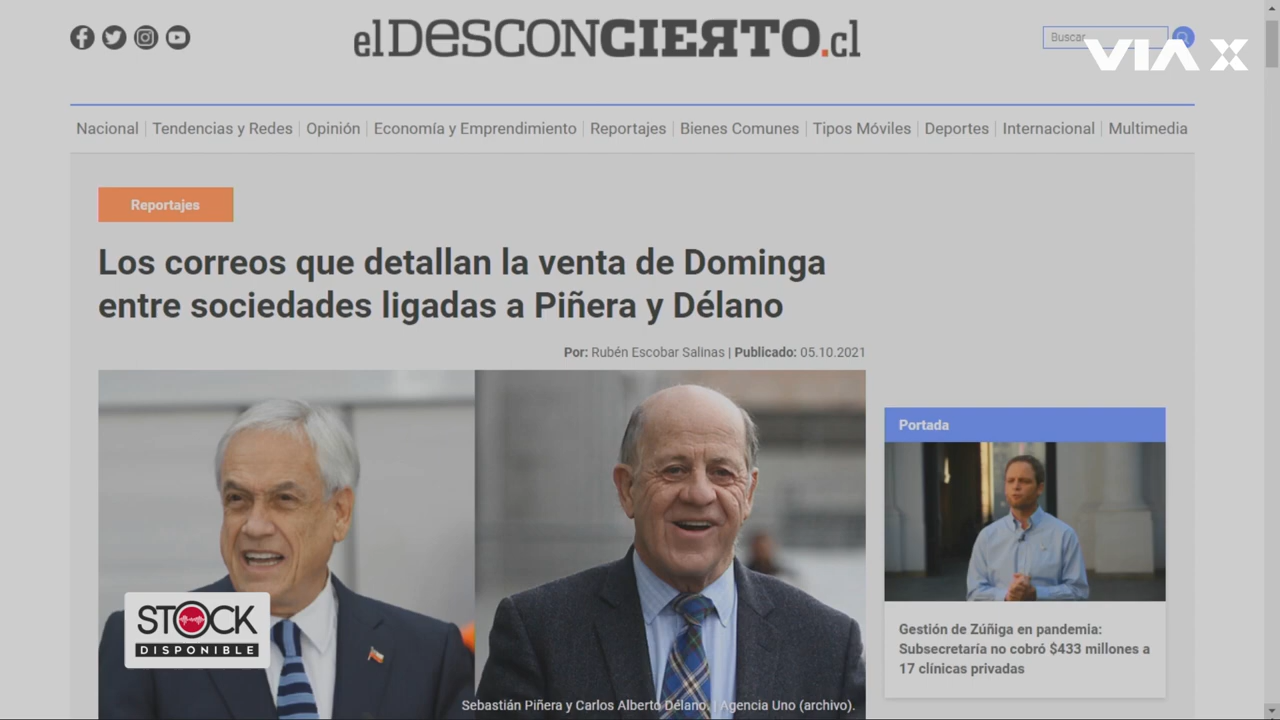 elDESCONCIERTO.cl
Buscar
VIA X
Nacional | Tendencias y Redes | Opinión | Economía y Emprendimiento | Reportajes | Bienes Comunes | Tipos Móviles | Deportes | Internacional | Multimedia
Reportajes
Los correos que detallan la venta de Dominga
entre sociedades ligadas a Piñera y Délano
Por: Rubén Escobar Salinas | Publicado: 05.10.2021
Portada
Gestión de Zúñiga en pandemia:
Subsecretaría no cobró $433 millones a
17 clínicas privadas
STOCK
DISPONIBLE
Sebastián Piñera y Carlos Alberto Délano. | Agencia Uno (archivo).